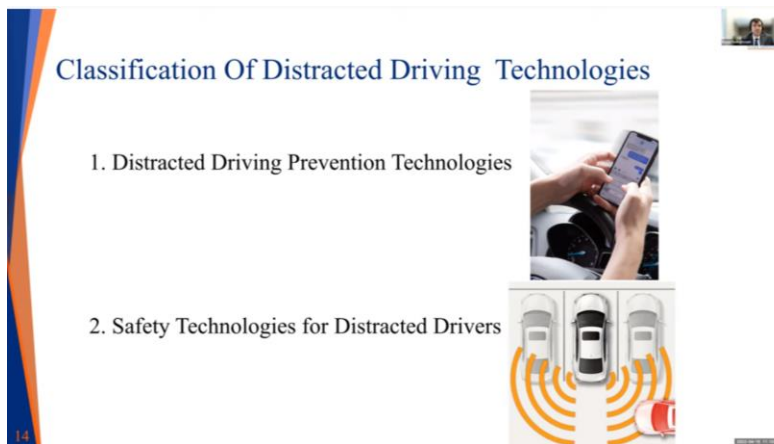 Classification Of Distracted Driving  Technologies
1. Distracted Driving Prevention Technologies
2. Safety Technologies for Distracted Drivers
14